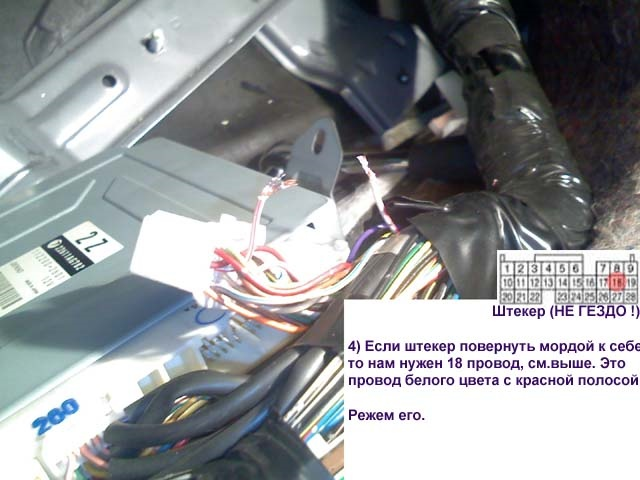 2Z
260
1 2 3 4 5 6 7 8 9
10 11 12 13 14 15 16 17 18 19
20 21 22 23 24 25 26 27 28
Штекер (НЕ ГЕЗДО !)
4) Если штекер повернуть мордой к себе
то нам нужен 18 провод, см.выше. Это
провод белого цвета с красной полосой
Режем его.